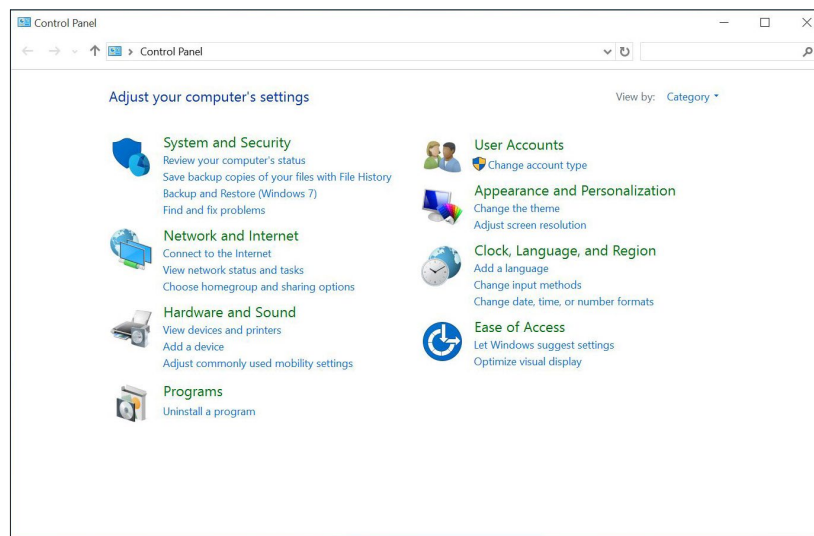 Control Panel
Control Panel
Adjust your computer's settings
View by: Category
System and Security
Review your computer's status
Save backup copies of your files with File History
Backup and Restore (Windows 7)
Find and fix problems
Network and Internet
Connect to the Internet
View network status and tasks
Choose homegroup and sharing options
Hardware and Sound
View devices and printers
Add a device
Adjust commonly used mobility settings
Programs
Uninstall a program
User Accounts
Change account type
Appearance and Personalization
Change the theme
Adjust screen resolution
Clock, Language, and Region
Add a language
Change input methods
Change date, time, or number formats
Ease of Access
Let Windows suggest settings
Optimize visual display